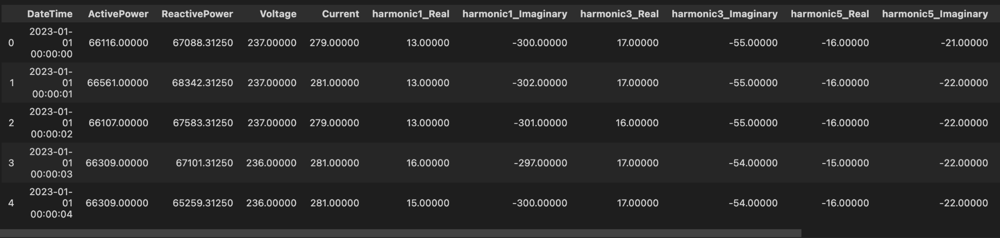 DateTime ActivePower ReactivePower Voltage Current harmonic1_Real harmonic1_Imaginary harmonic3_Real harmonic3_Imaginary harmonic5_Real harmonic5_Imaginary
2023-01-
0 01 66116.00000 67088.31250 237.00000 279.00000 13.00000 -300.00000 17.00000 -55.00000 -16.00000 -21.00000
00:00:00
2023-01-
1 01 66561.00000 68342.31250 237.00000 281.00000 13.00000 -302.00000 17.00000 -55.00000 -16.00000 -22.00000
00:00:01
2023-01-
2 01 66107.00000 67583.31250 237.00000 279.00000 13.00000 -301.00000 16.00000 -55.00000 -16.00000 -22.00000
00:00:02
2023-01-
3 01 66309.00000 67101.31250 236.00000 281.00000 16.00000 -297.00000 17.00000 -54.00000 -15.00000 -22.00000
00:00:03
2023-01-
4 01 66309.00000 65259.31250 236.00000 281.00000 15.00000 -300.00000 17.00000 -54.00000 -16.00000 -22.00000
00:00:04